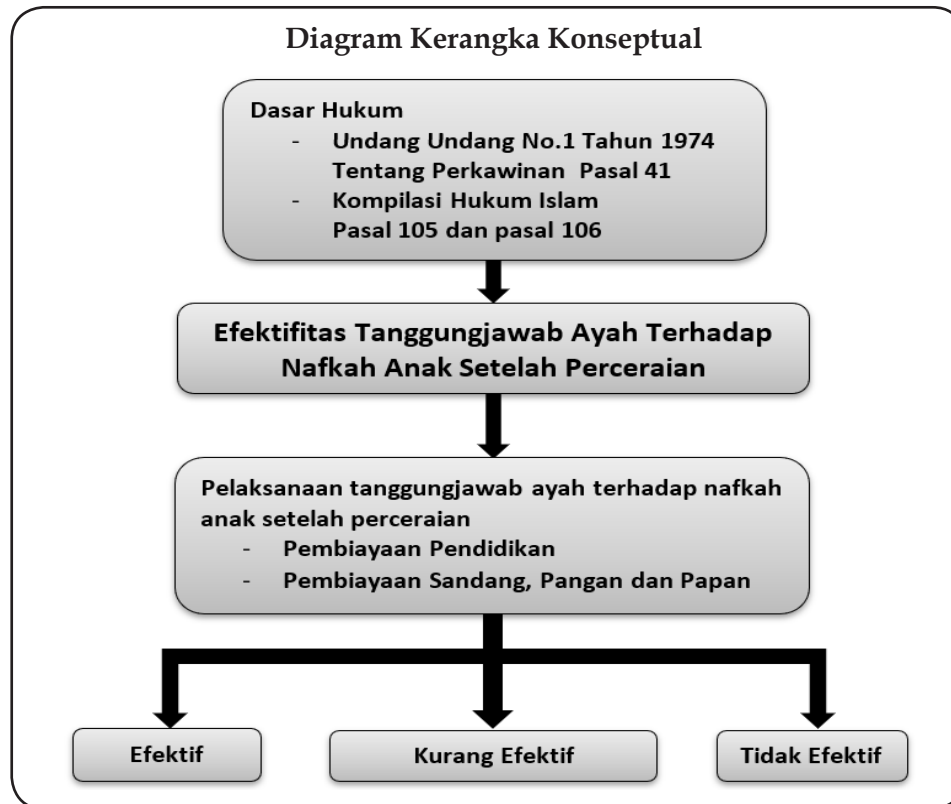 Diagram Kerangka Konseptual
Dasar Hukum
- Undang Undang No.1 Tahun 1974
Tentang Perkawinan Pasal 41
- Kompilasi Hukum Islam
Pasal 105 dan pasal 106
Efektifitas Tanggungjawab Ayah Terhadap
Nafkah Anak Setelah Perceraian
Pelaksanaan tanggungjawab ayah terhadap nafkah
anak setelah perceraian
- Pembiayaan Pendidikan
- Pembiayaan Sandang, Pangan dan Papan
Efektif
Kurang Efektif
Tidak Efektif